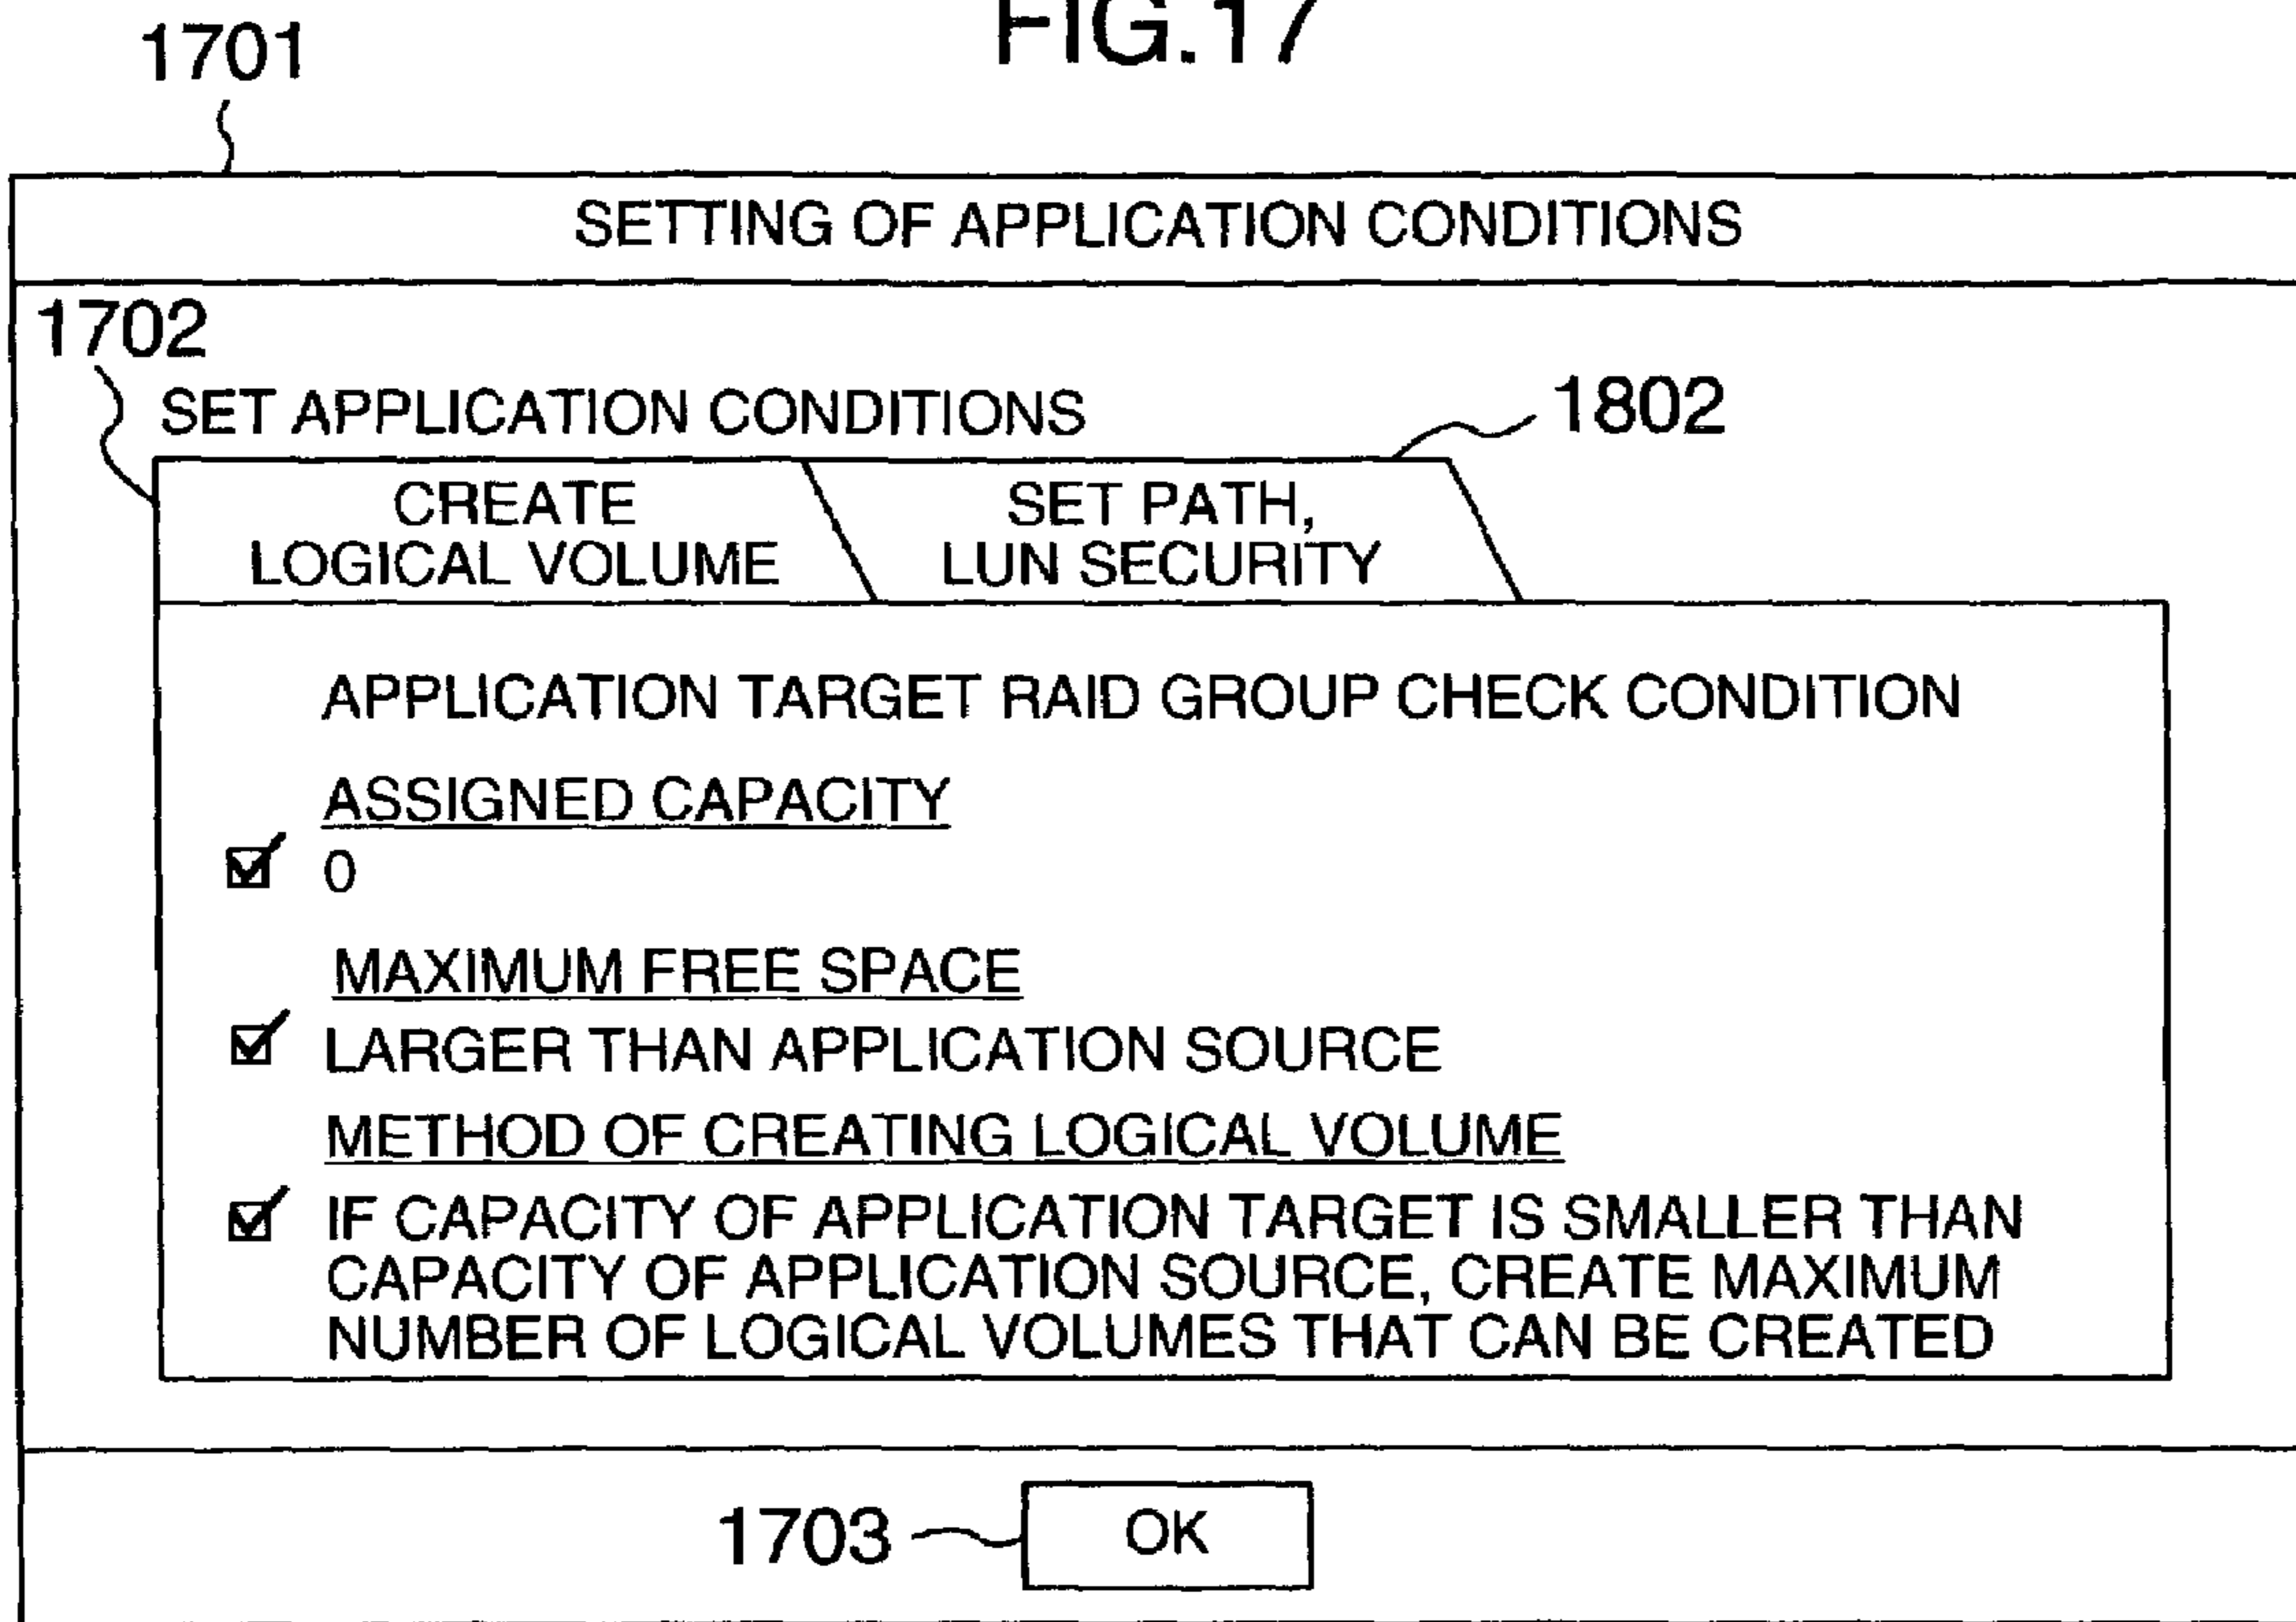 FIG.17
1701
SETTING OF APPLICATION CONDITIONS
1702
SET APPLICATION CONDITIONS
1802
CREATE
LOGICAL VOLUME
SET PATH,
LUN SECURITY
APPLICATION TARGET RAID GROUP CHECK CONDITION
ASSIGNED CAPACITY
0
MAXIMUM FREE SPACE
LARGER THAN APPLICATION SOURCE
METHOD OF CREATING LOGICAL VOLUME
IF CAPACITY OF APPLICATION TARGET IS SMALLER THAN
CAPACITY OF APPLICATION SOURCE, CREATE MAXIMUM
NUMBER OF LOGICAL VOLUMES THAT CAN BE CREATED
1703
OK